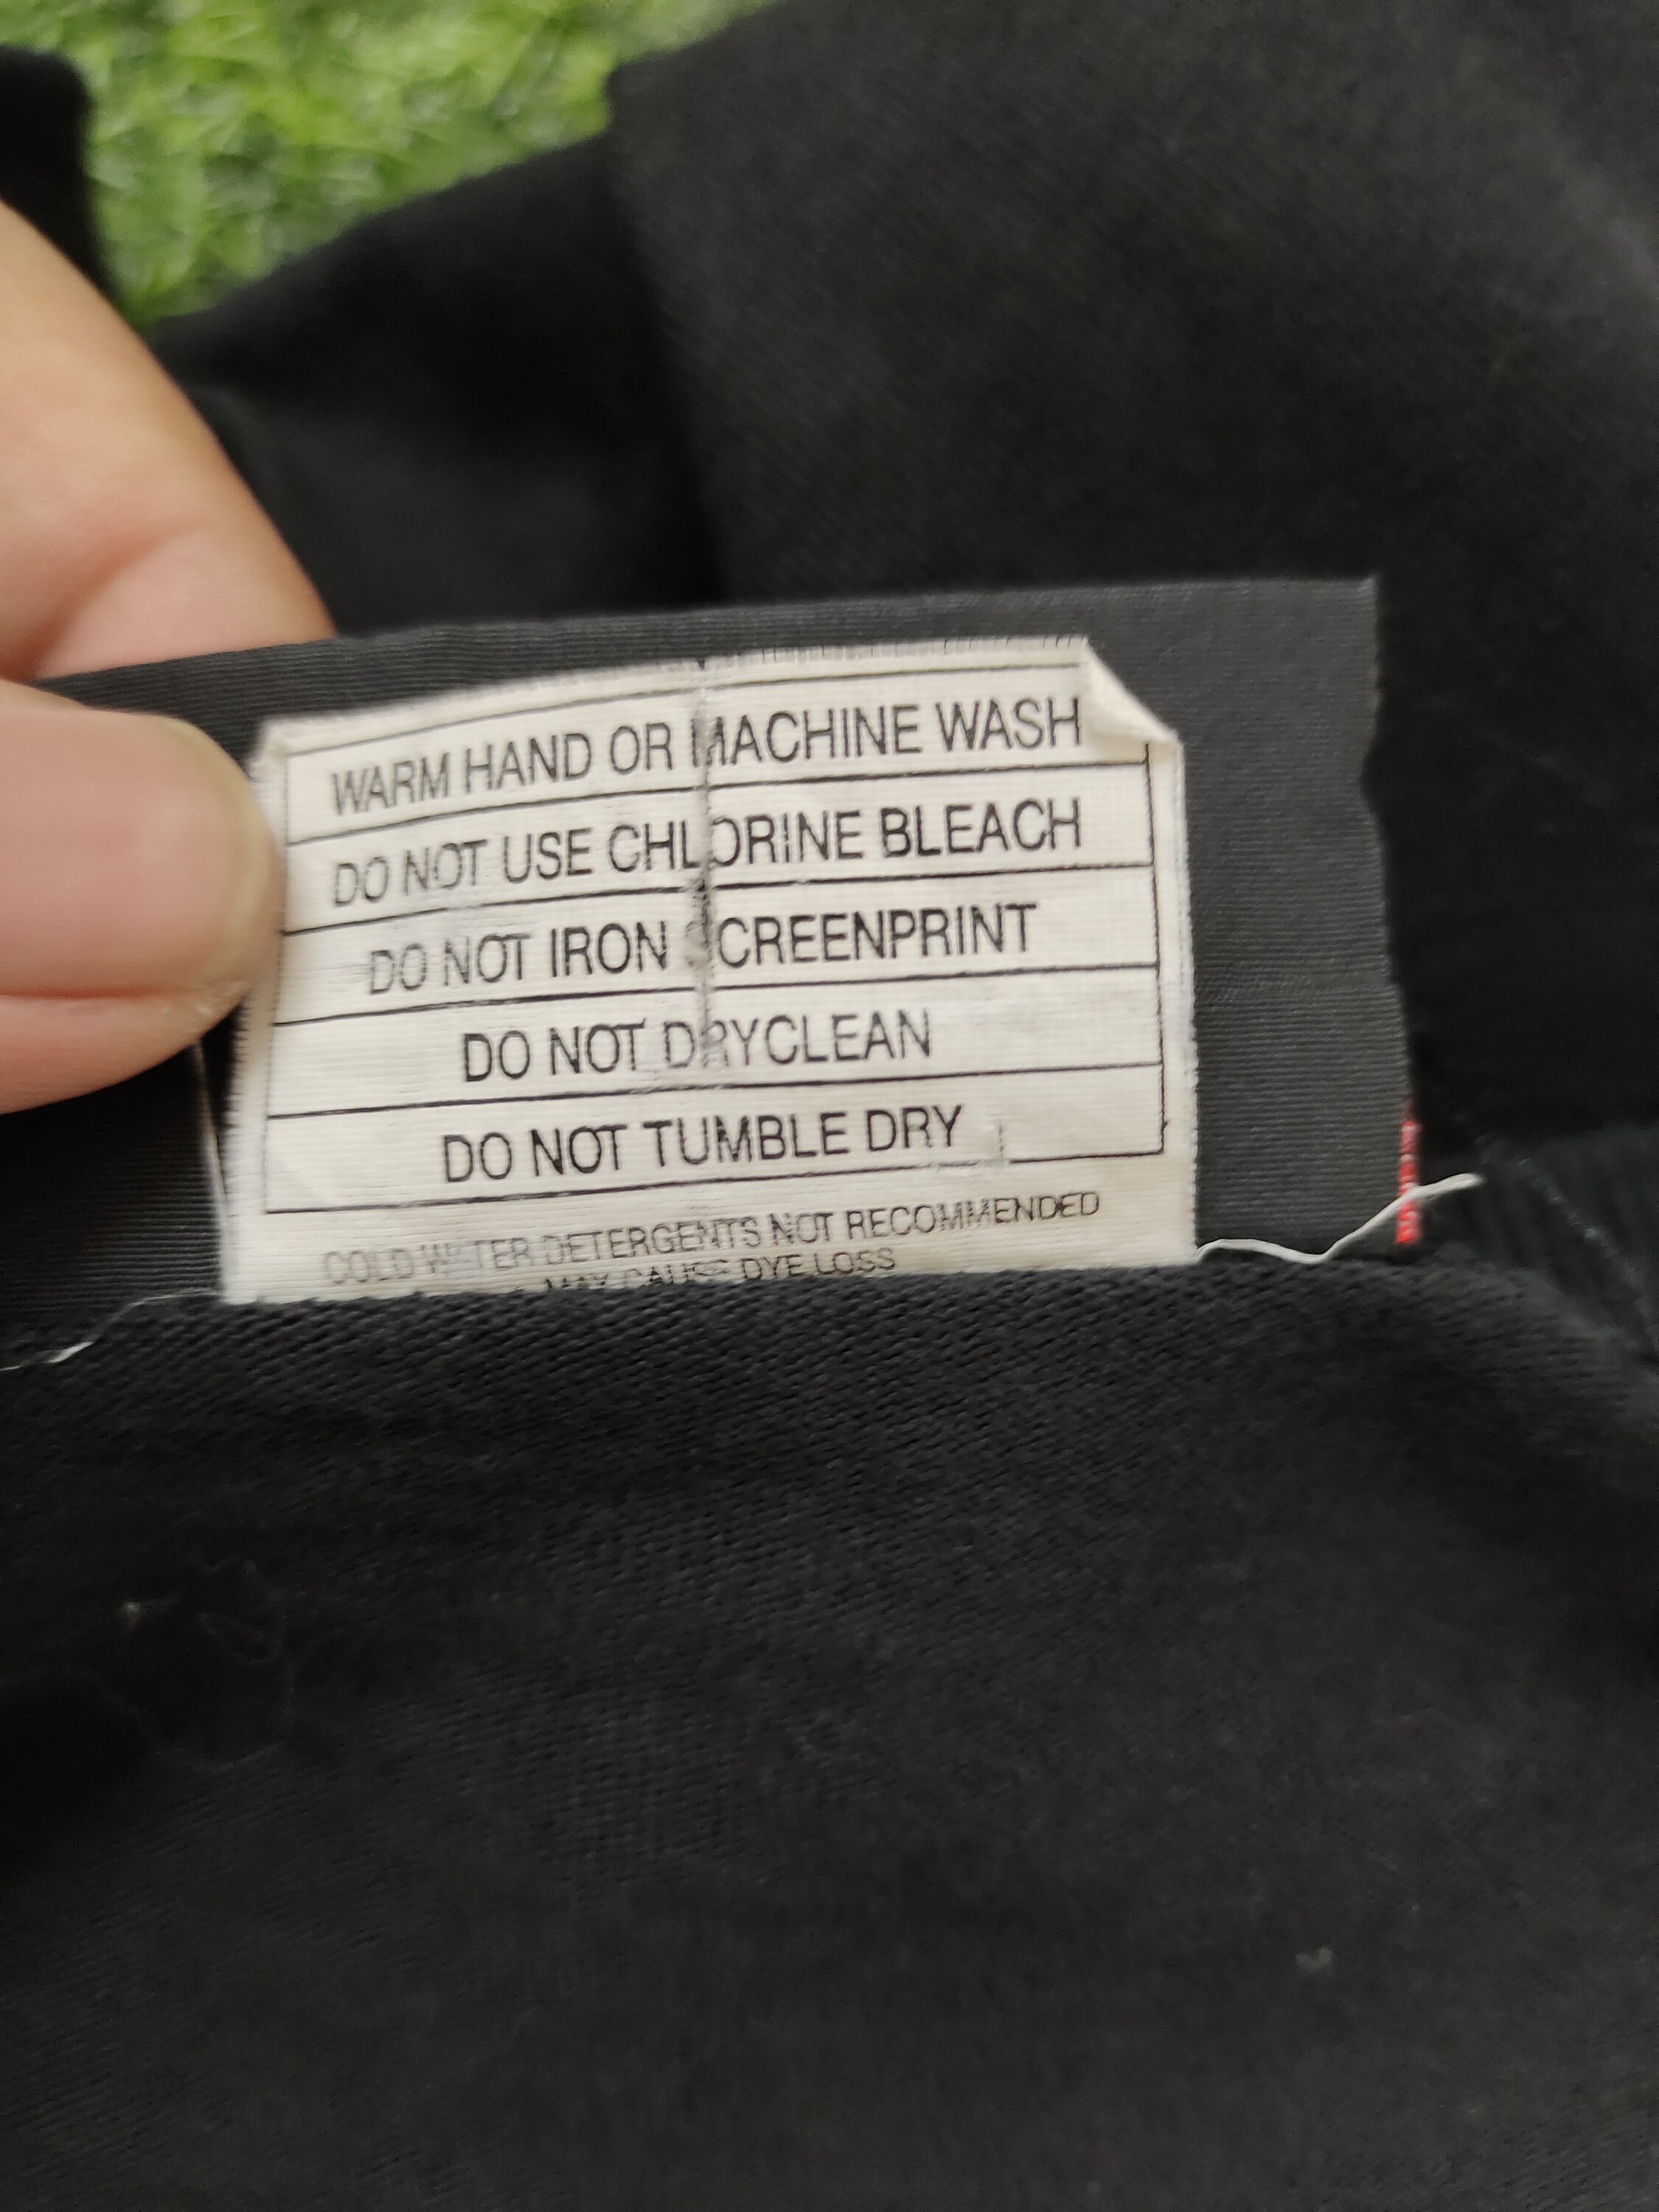 WARM HAND OR MACHINE WASH
DO NOT USE CHLORINE BLEACH
DO NOT IRON SCREENPRINT
DO NOT DRYCLEAN
DO NOT TUMBLE DRY
COLD WATER DETERGENTS NOT RECOMMENDED
MAY CAUSE DYE LOSS